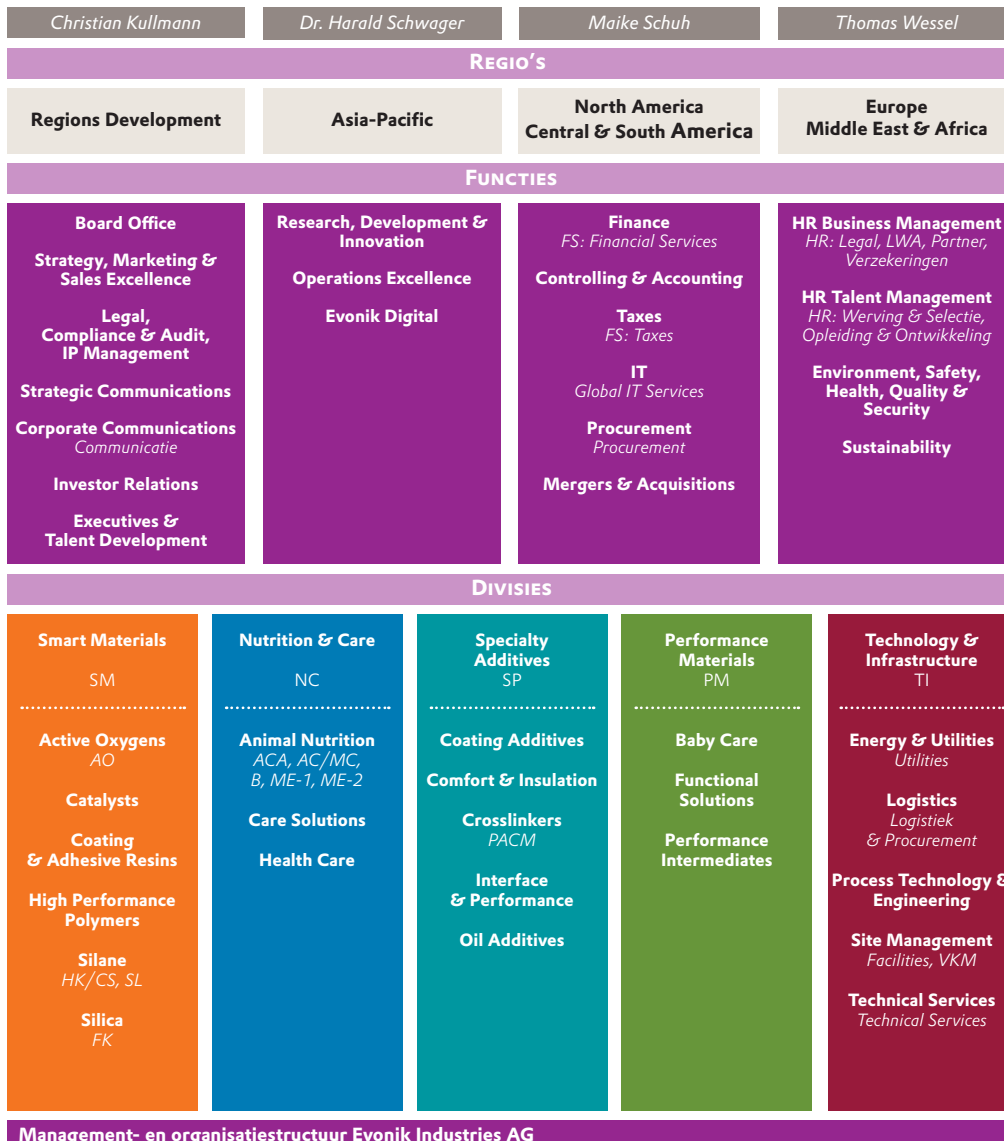 Christian Kullmann
Dr. Harald Schwager
Maike Schuh
Thomas Wessel
Regio's
Regions Development
Asia-Pacific
North America
Central & South America
Europe
Middle East & Africa
Functies
Board Office
Strategy, Marketing &
Sales Excellence
Legal,
Compliance & Audit,
IP Management
Strategic Communications
Corporate Communications
Communicatie
Investor Relations
Executives &
Talent Development
Research, Development &
Innovation
Operations Excellence
Evonik Digital
Finance
FS: Financial Services
Controlling & Accounting
Taxes
FS: Taxes
IT
Global IT Services
Procurement
Procurement
Mergers & Acquisitions
HR Business Management
HR: Legal, LWA, Partner,
Verzekeringen
HR Talent Management
HR: Werving & Selectie,
Opleiding & Ontwikkeling
Environment, Safety,
Health, Quality &
Security
Sustainability
Divisies
Smart Materials
SM
Active Oxygens
AO
Catalysts
Coating
& Adhesive Resins
High Performance
Polymers
Silane
HK/CS, SL
Silica
FK
Nutrition & Care
NC
Animal Nutrition
ACA, AC/MC,
B, ME-1, ME-2
Care Solutions
Health Care
Specialty
Additives
SP
Coating Additives
Comfort & Insulation
Crosslinkers
PACM
Interface
& Performance
Oil Additives
Performance
Materials
PM
Baby Care
Functional
Solutions
Performance
Intermediates
Technology &
Infrastructure
TI
Energy & Utilities
Utilities
Logistics
Logistiek
& Procurement
Process Technology &
Engineering
Site Management
Facilities, VKM
Technical Services
Technical Services
Management- en organisatiestructuur Evonik Industries AG